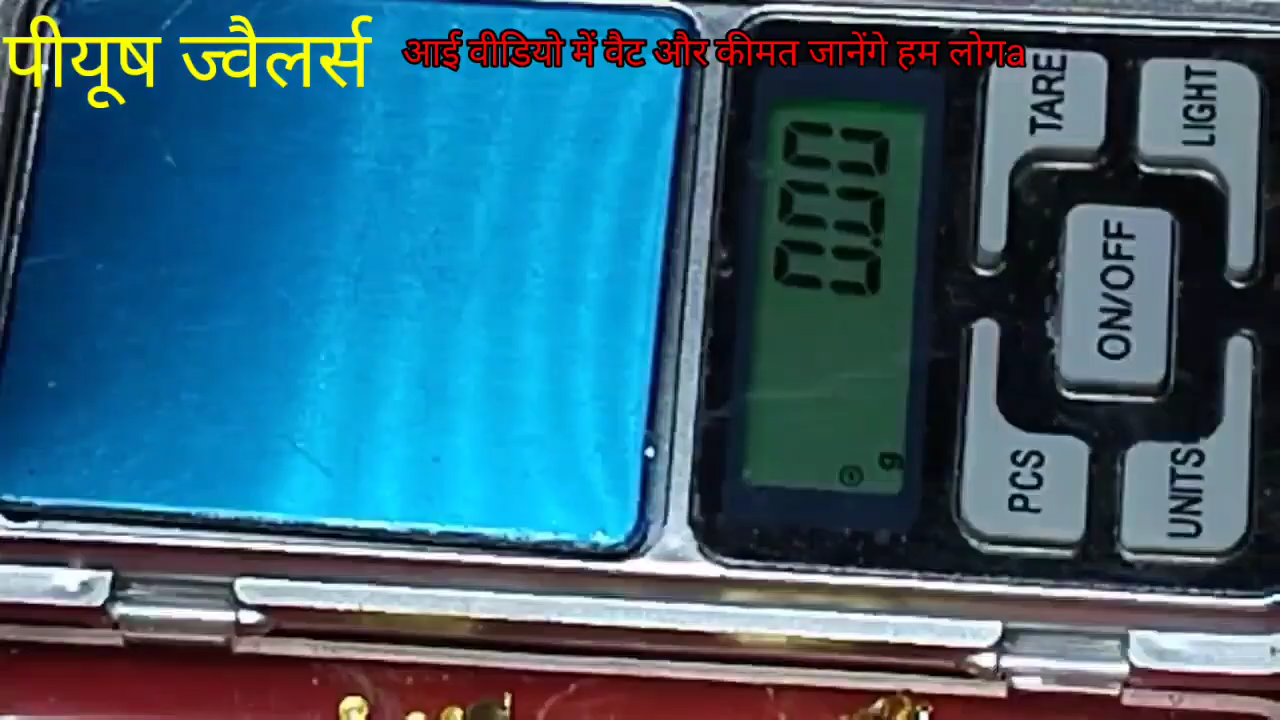 पीयूष ज्वैलर्स
आई वीडियो में वैट और कीमत जानेंगे हम लोगa
0.00
g
TARE
LIGHT
ON/OFF
PCS
UNITS